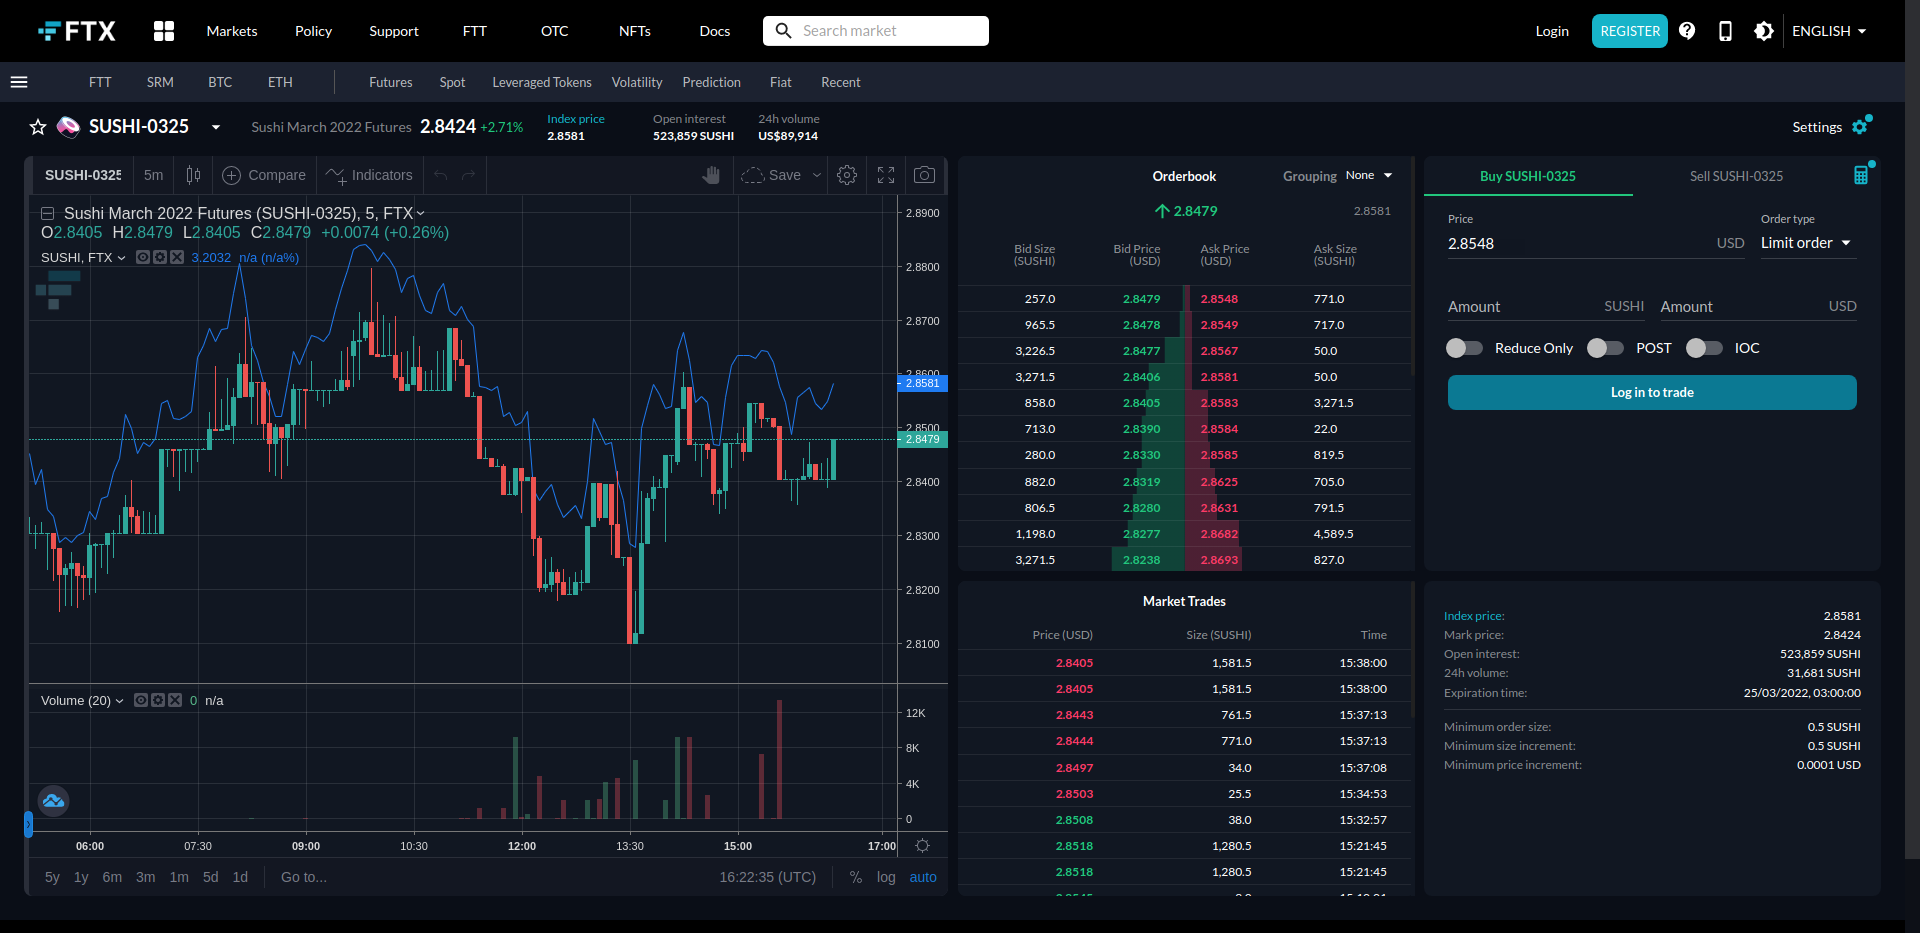 FTX
Markets Policy Support FTT OTC NFTs Docs Search market Login REGISTER ENGLISH
FTT SRM BTC ETH Futures Spot Leveraged Tokens Volatility Prediction Fiat Recent
SUSHI-0325 Sushi March 2022 Futures 2.8424 +2.71%
Index price
2.8581
Open interest
523,859 SUSHI
24h volume
US$89,914
Settings
SUSHI-0325 5m Compare Indicators Save
Sushi March 2022 Futures (SUSHI-0325), 5, FTX
O2.8405 H2.8479 L2.8405 C2.8479 +0.0074 (+0.26%)
SUSHI, FTX 3.2032 n/a (n/a%)
2.8900
2.8800
2.8700
2.8600
2.8581
2.8500
2.8479
2.8400
2.8300
2.8200
2.8100
Volume (20) 0 n/a
12K
8K
4K
0
06:00 07:30 09:00 10:30 12:00 13:30 15:00 17:00
5y 1y 6m 3m 1m 5d 1d Go to... 16:22:35 (UTC) % log auto
Orderbook Grouping None
2.8479 2.8581
Bid Size (SUSHI) Bid Price (USD) Ask Price (USD) Ask Size (SUSHI)
257.0 2.8479 2.8548 771.0
965.5 2.8478 2.8549 717.0
3,226.5 2.8477 2.8567 50.0
3,271.5 2.8406 2.8581 50.0
858.0 2.8405 2.8583 3,271.5
713.0 2.8390 2.8584 22.0
280.0 2.8330 2.8585 819.5
882.0 2.8319 2.8625 705.0
806.5 2.8280 2.8631 791.5
1,198.0 2.8277 2.8682 4,589.5
3,271.5 2.8238 2.8693 827.0
Market Trades
Price (USD) Size (SUSHI) Time
2.8405 1,581.5 15:38:00
2.8405 1,581.5 15:38:00
2.8443 761.5 15:37:13
2.8444 771.0 15:37:13
2.8497 34.0 15:37:08
2.8503 25.5 15:34:53
2.8508 38.0 15:32:57
2.8518 1,280.5 15:21:45
2.8518 1,280.5 15:21:45
Buy SUSHI-0325 Sell SUSHI-0325
Price Order type
2.8548 USD Limit order
Amount SUSHI Amount USD
Reduce Only POST IOC
Log in to trade
Index price: 2.8581
Mark price: 2.8424
Open interest: 523,859 SUSHI
24h volume: 31,681 SUSHI
Expiration time: 25/03/2022, 03:00:00
Minimum order size: 0.5 SUSHI
Minimum size increment: 0.5 SUSHI
Minimum price increment: 0.0001 USD